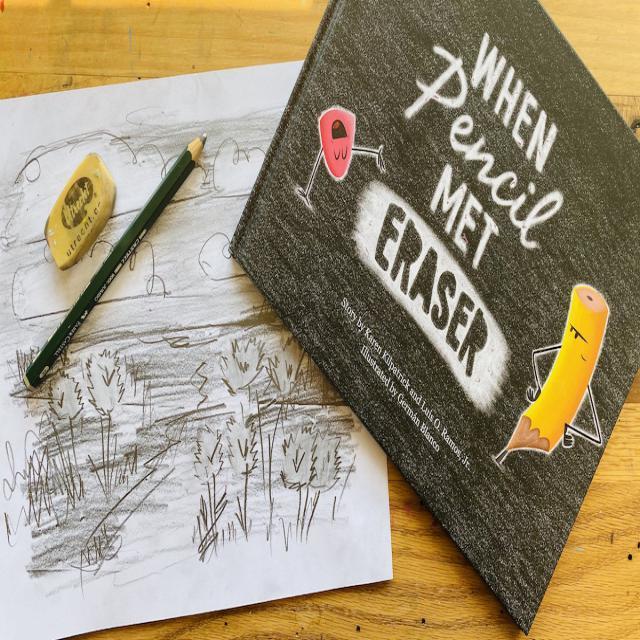 WHEN
Pencil
MET
ERASER
Story by Karen Kilpatrick and Luis O. Ramos, Jr.
Illustrated by Germán Blanco
utrecht